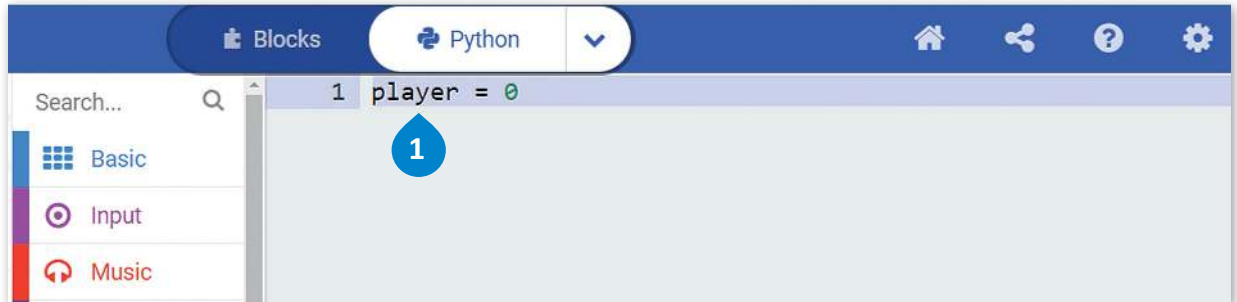 Blocks Python
Search... 1 player = 0
1
Basic
Input
Music